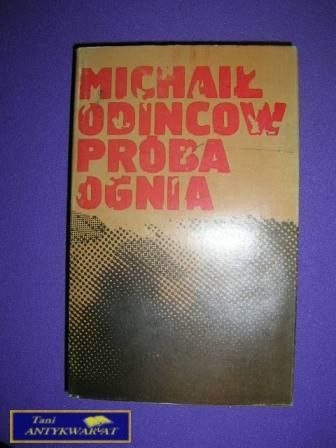 MICHAIŁ
ODINCOW
PRÓBA
OGNIA
Tani
ANTYKWARIAT